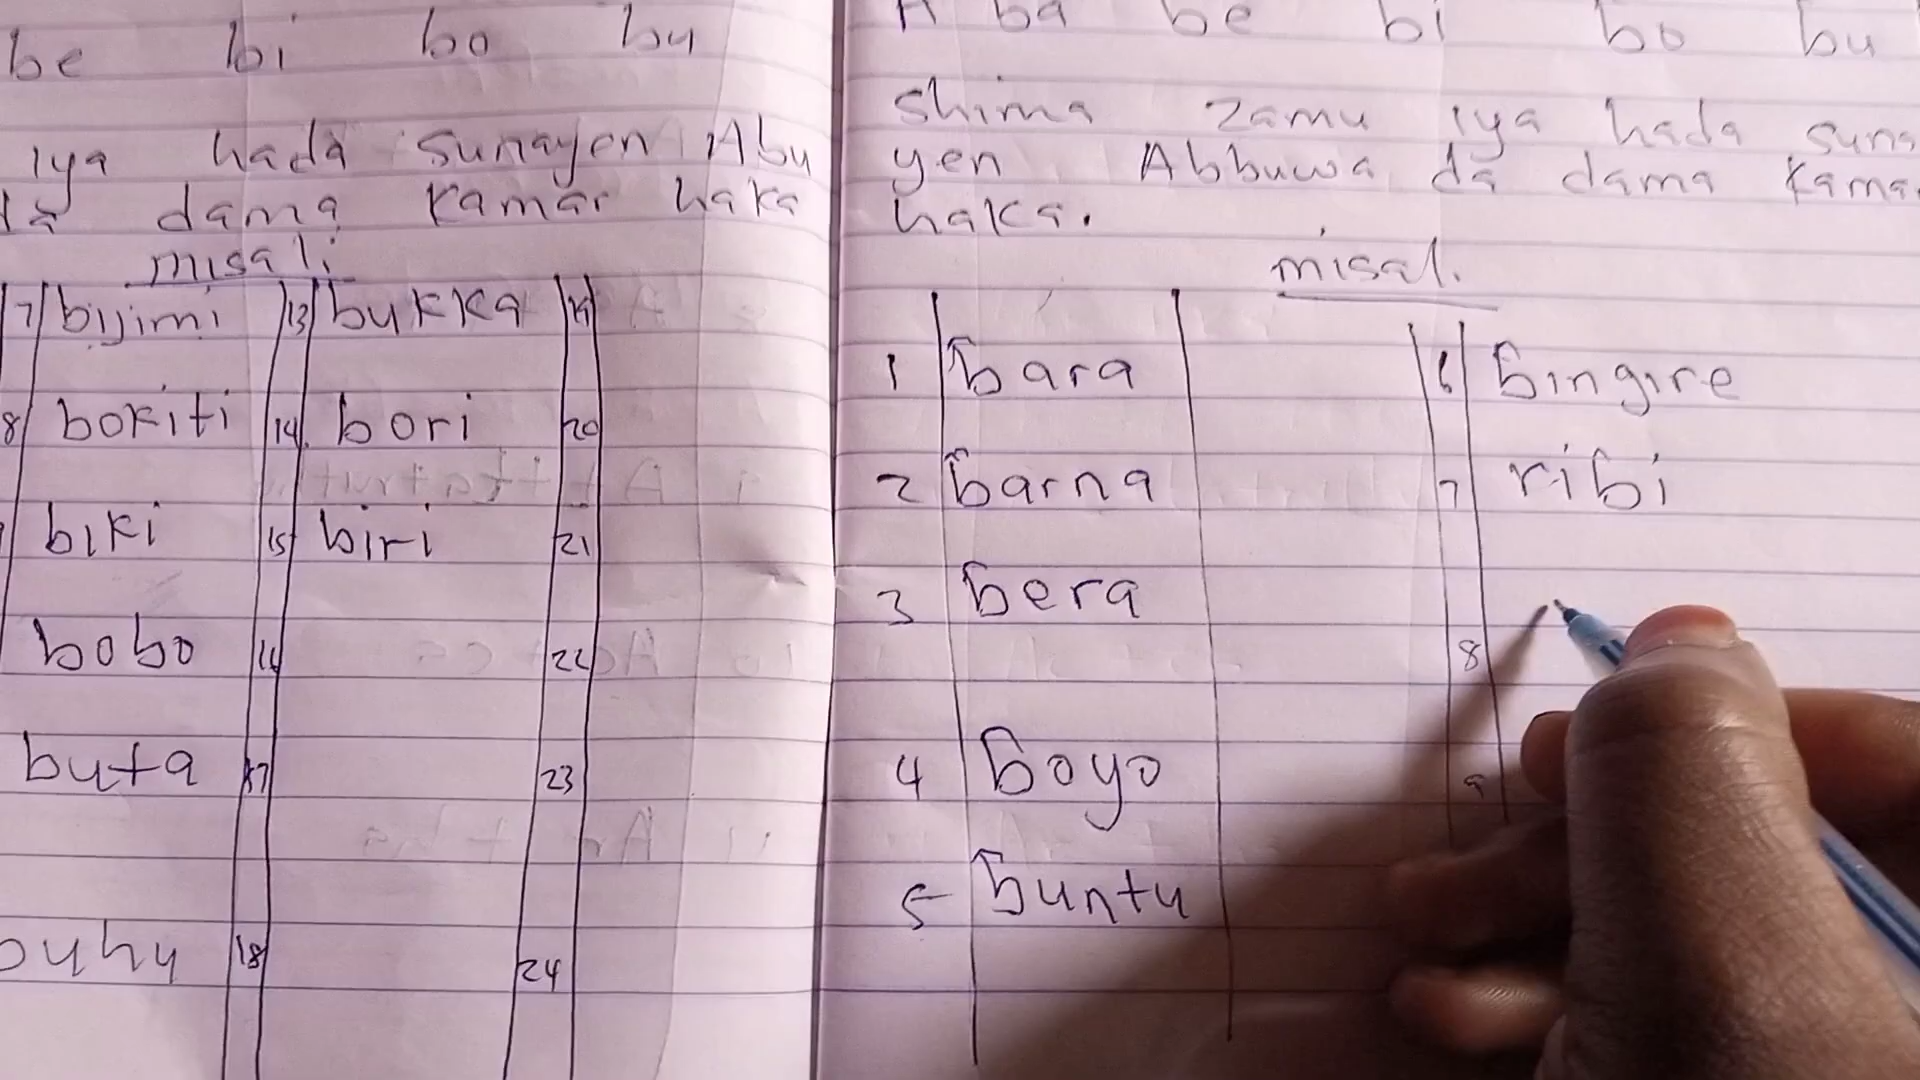 be bi bo bu
iya hada sunayen Abu
da dama kamar haka
misali
7 bijimi 13 bukka 19
8 bokiti 14. bori 20
biki 15 biri 21
bobo 16 22
buta 17 23
buhu 18 24
A ba be bi bo bu
shima zamu iya hada suna
yen Abbuwa da dama kama
haka.
misal.
1 ɓara 6 ɓingire
2 ɓarna 7 riɓi
3 ɓera 8
4 ɓoyo 9
5 ɓuntu